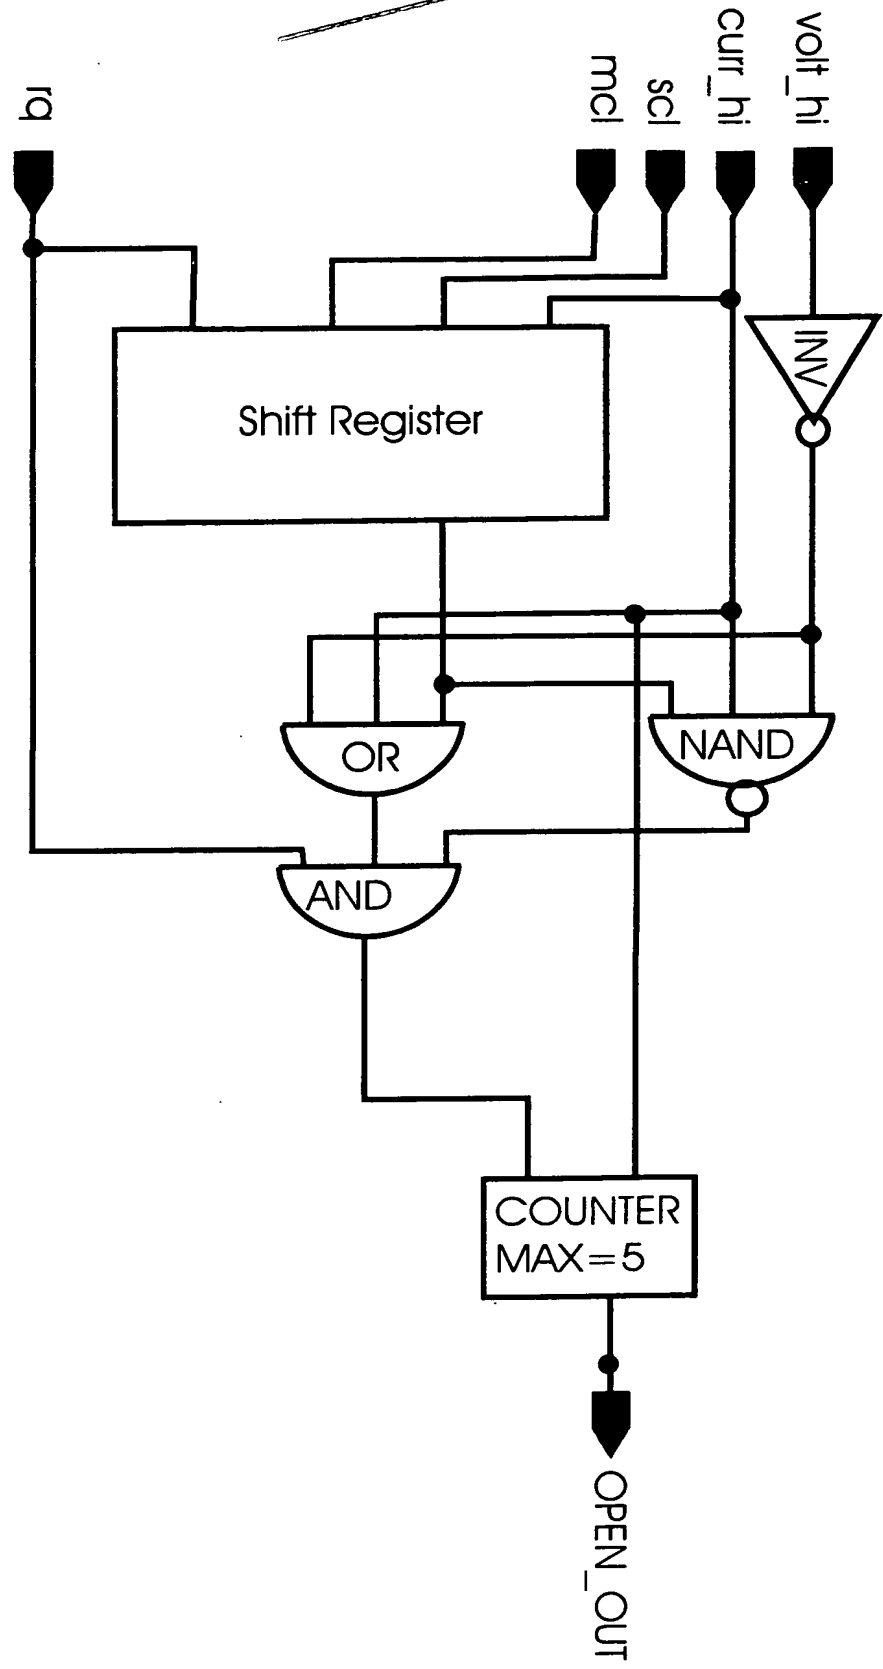 rq
mcl
scl
curr_hi
volt_hi
INV
Shift Register
OR
NAND
AND
COUNTER
MAX=5
OPEN_OUT